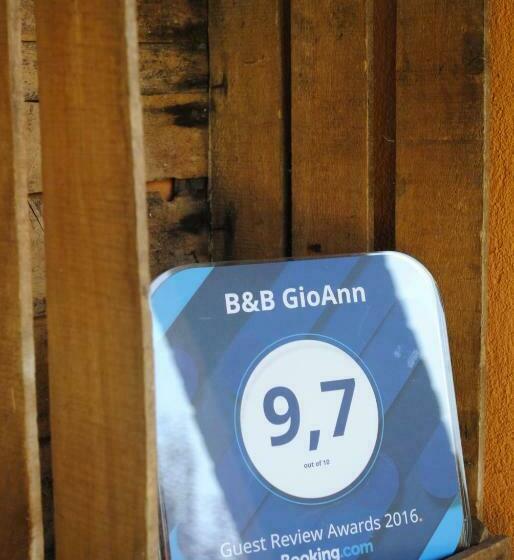 B&B GioAnn
9,7
out of 10
Guest Review Awards 2016.
Booking.com